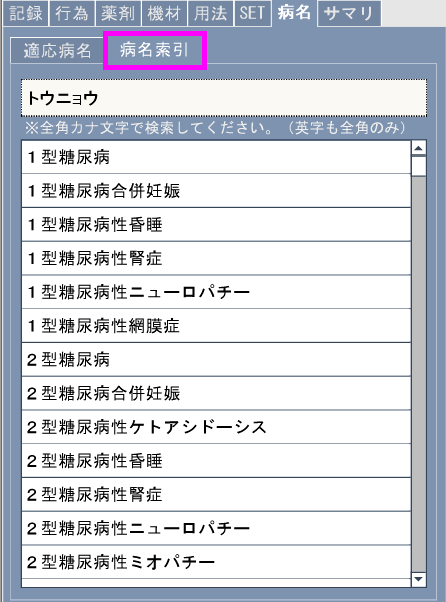 記録 行為 薬剤 機材 用法 SET 病名 サマリ
適応病名 病名索引
トウニョウ
※全角カナ文字で検索してください。（英字も全角のみ）
１型糖尿病
１型糖尿病合併妊娠
１型糖尿病性昏睡
１型糖尿病性腎症
１型糖尿病性ニューロパチー
１型糖尿病性網膜症
２型糖尿病
２型糖尿病合併妊娠
２型糖尿病性ケトアシドーシス
２型糖尿病性昏睡
２型糖尿病性腎症
２型糖尿病性ニューロパチー
２型糖尿病性ミオパチー